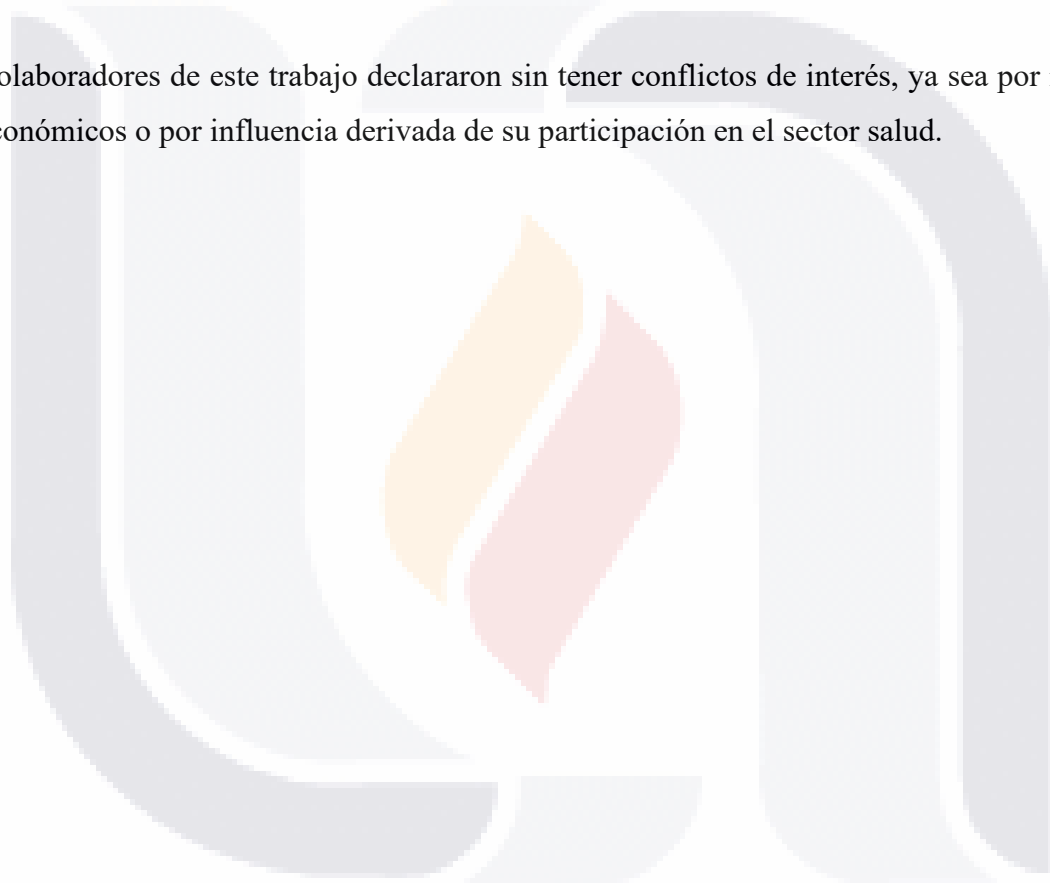 olaboradores de este trabajo declararon sin tener conflictos de interés, ya sea por
conómicos o por influencia derivada de su participación en el sector salud.